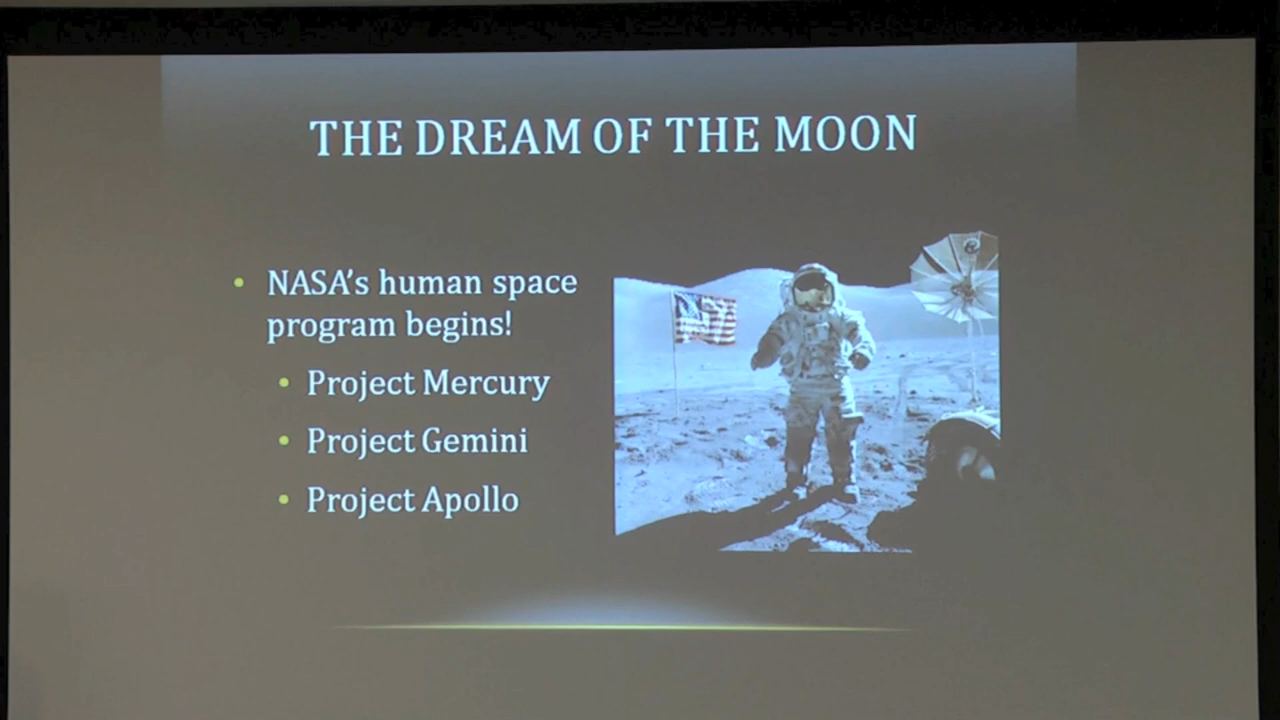 THE DREAM OF THE MOON
• NASA's human space
program begins!
• Project Mercury
• Project Gemini
• Project Apollo